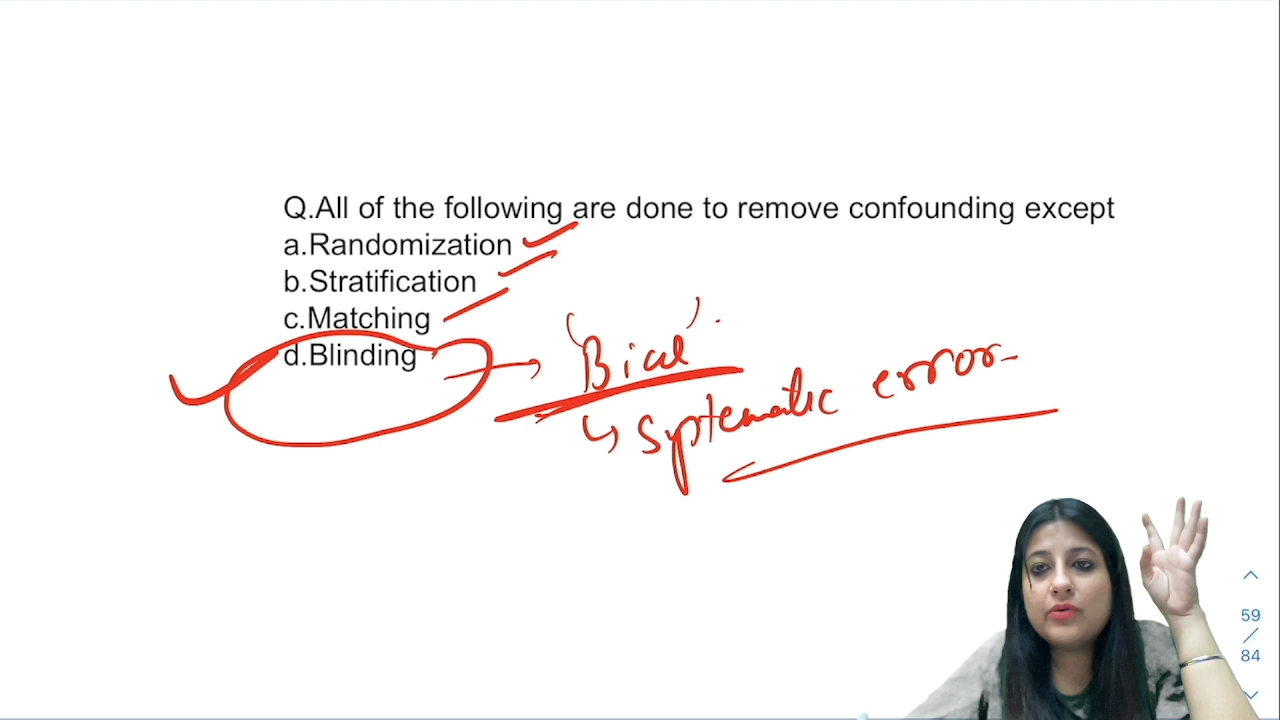 Q.All of the following are done to remove confounding except
a.Randomization
b.Stratification
c.Matching
d.Blinding
'Bias'.
Systematic error
59
/
84